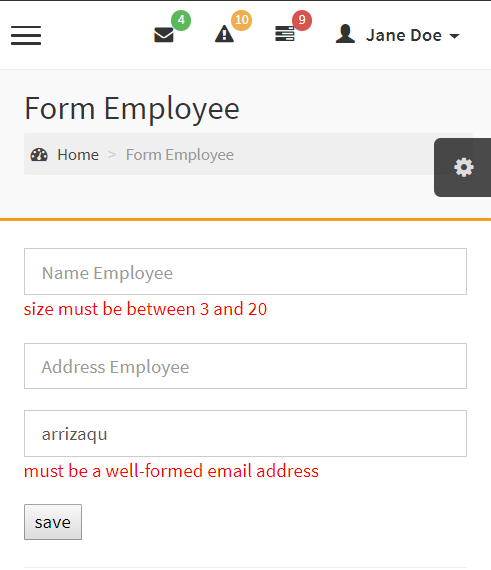 4 10 9 Jane Doe
Form Employee
Home > Form Employee
Name Employee
size must be between 3 and 20
Address Employee
arrizaqu
must be a well-formed email address
save